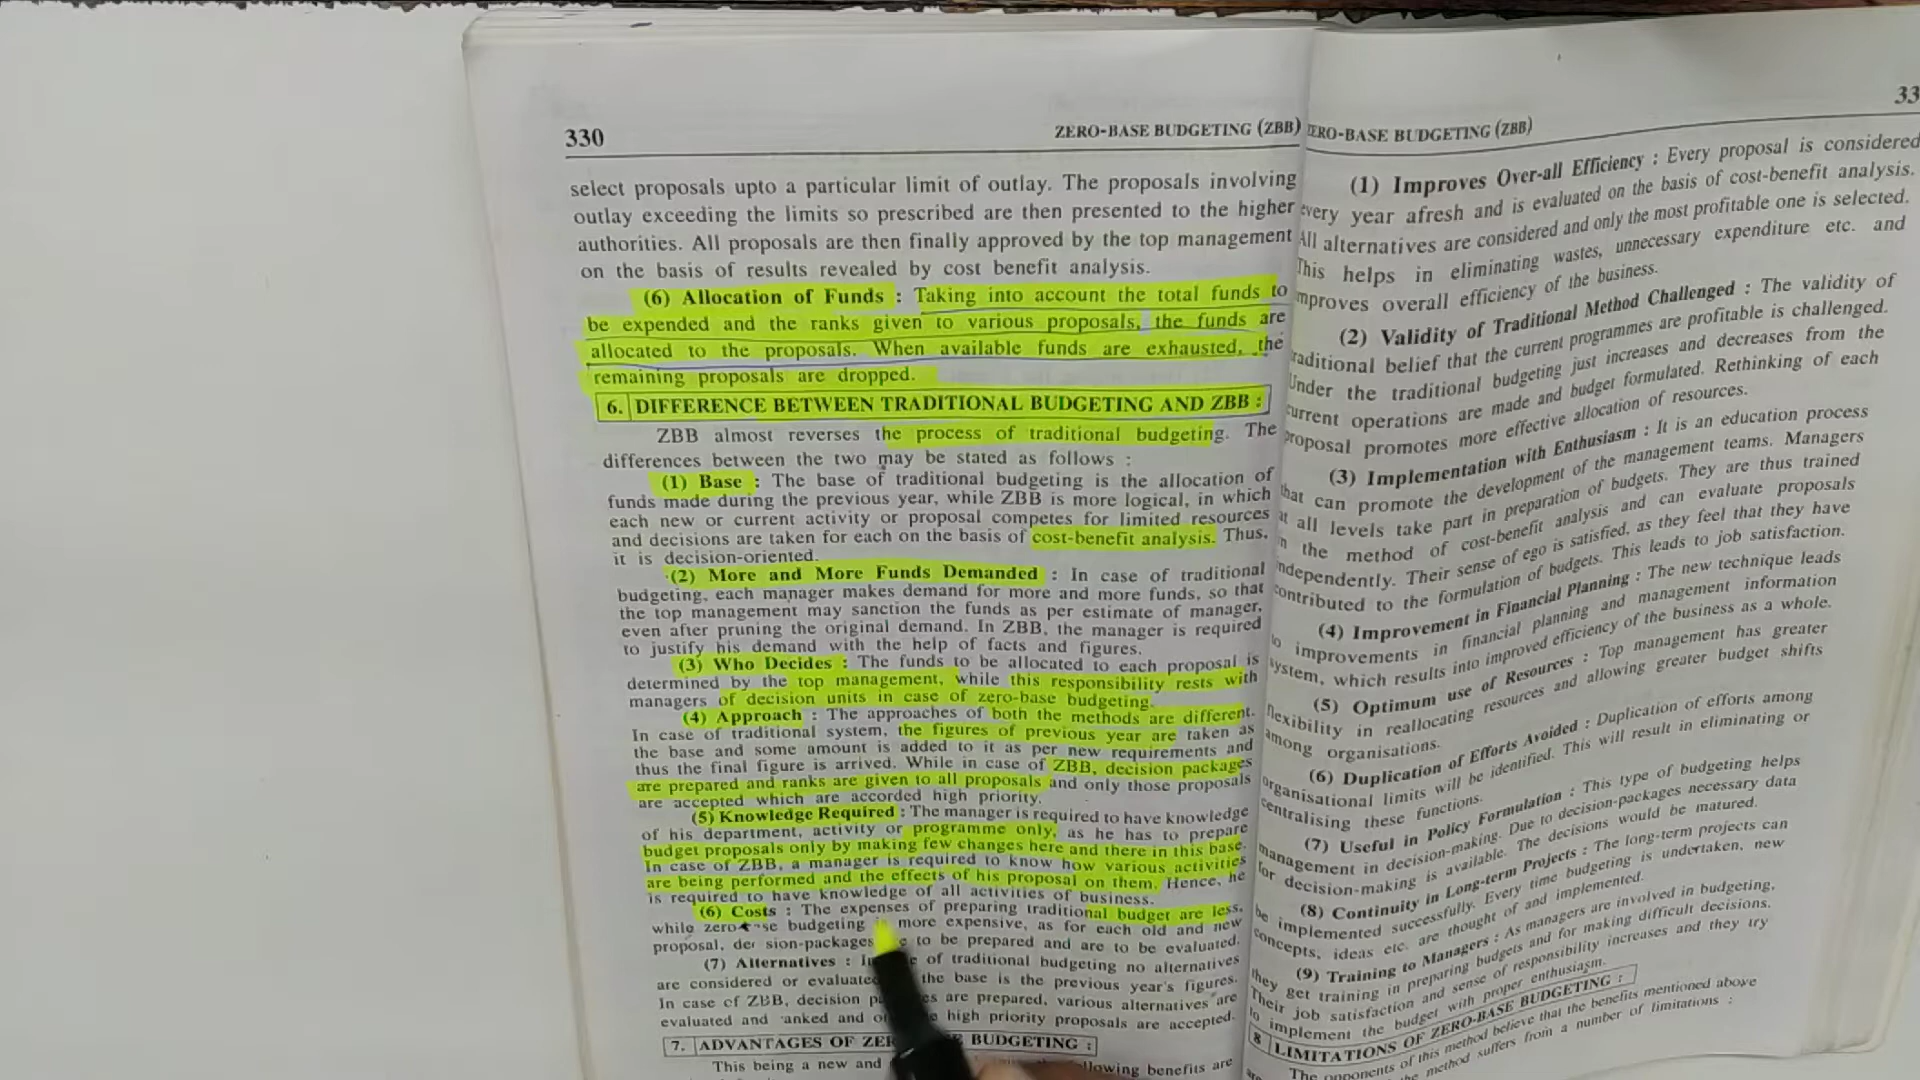 330
ZERO-BASE BUDGETING (ZBB)
select proposals upto a particular limit of outlay. The proposals involving
outlay exceeding the limits so prescribed are then presented to the higher
authorities. All proposals are then finally approved by the top management
on the basis of results revealed by cost benefit analysis.
(6) Allocation of Funds : Taking into account the total funds to
be expended and the ranks given to various proposals, the funds are
allocated to the proposals. When available funds are exhausted, the
remaining proposals are dropped.
6. DIFFERENCE BETWEEN TRADITIONAL BUDGETING AND ZBB :
ZBB almost reverses the process of traditional budgeting. The
differences between the two may be stated as follows :
(1) Base : The base of traditional budgeting is the allocation of
funds made during the previous year, while ZBB is more logical, in which
each new or current activity or proposal competes for limited resources
and decisions are taken for each on the basis of cost-benefit analysis. Thus,
it is decision-oriented.
(2) More and More Funds Demanded : In case of traditional
budgeting, each manager makes demand for more and more funds, so that
the top management may sanction the funds as per estimate of manager,
even after pruning the original demand. In ZBB, the manager is required
to justify his demand with the help of facts and figures.
(3) Who Decides : The funds to be allocated to each proposal is
determined by the top management, while this responsibility rests with
managers of decision units in case of zero-base budgeting.
(4) Approach : The approaches of both the methods are different.
In case of traditional system, the figures of previous year are taken as
the base and some amount is added to it as per new requirements and
thus the final figure is arrived. While in case of ZBB, decision packages
are prepared and ranks are given to all proposals and only those proposals
are accepted which are accorded high priority.
(5) Knowledge Required : The manager is required to have knowledge
of his department, activity or programme only, as he has to prepare
budget proposals only by making few changes here and there in this base.
In case of ZBB, a manager is required to know how various activities
are being performed and the effects of his proposal on them. Hence, he
is required to have knowledge of all activities of business.
(6) Costs : The expenses of preparing traditional budget are less,
while budgeting more expensive, as for each old and new
proposal, to be prepared and are to be evaluated.
(7) Alternatives : of traditional budgeting no alternatives
are considered or evaluated the base is the previous year's figures.
In case of ZBB, decision are prepared, various alternatives are
evaluated and high priority proposals are accepted.
7. ADVANTAGES OF BUDGETING :
This being a new and benefits are
33
ZERO-BASE BUDGETING (ZBB)
(1) Improves Over-all Efficiency : Every proposal is considered
every year afresh and is evaluated on the basis of cost-benefit analysis.
All alternatives are considered and only the most profitable one is selected.
This helps in eliminating wastes, unnecessary expenditure etc. and
improves overall efficiency of the business.
(2) Validity of Traditional Method Challenged : The validity of
traditional belief that the current programmes are profitable is challenged.
Under the traditional budgeting just increases and decreases from the
current operations are made and budget formulated. Rethinking of each
proposal promotes more effective allocation of resources.
(3) Implementation with Enthusiasm : It is an education process
that can promote the development of the management teams. Managers
at all levels take part in preparation of budgets. They are thus trained
in the method of cost-benefit analysis and can evaluate proposals
independently. Their sense of ego is satisfied, as they feel that they have
contributed to the formulation of budgets. This leads to job satisfaction.
(4) Improvement in Financial Planning : The new technique leads
to improvements in financial planning and management information
system, which results into improved efficiency of the business as a whole.
(5) Optimum use of Resources : Top management has greater
flexibility in reallocating resources and allowing greater budget shifts
among organisations.
(6) Duplication of Efforts Avoided : Duplication of efforts among
organisational limits will be identified. This will result in eliminating or
centralising these functions.
(7) Useful in Policy Formulation : This type of budgeting helps
management in decision-making. Due to decision-packages necessary data
for decision-making is available. The decisions would be matured.
(8) Continuity in Long-term Projects : The long-term projects can
be implemented successfully. Every time budgeting is undertaken, new
concepts, ideas etc. are thought of and implemented.
(9) Training to Managers : As managers are involved in budgeting,
they get training in preparing budgets and for making difficult decisions.
Their job satisfaction and sense of responsibility increases and they try
to implement the budget with proper enthusiasm.
8 LIMITATIONS OF ZERO-BASE BUDGETING :
The opponents of this method believe that the benefits mentioned above
the method suffers from a number of limitations :